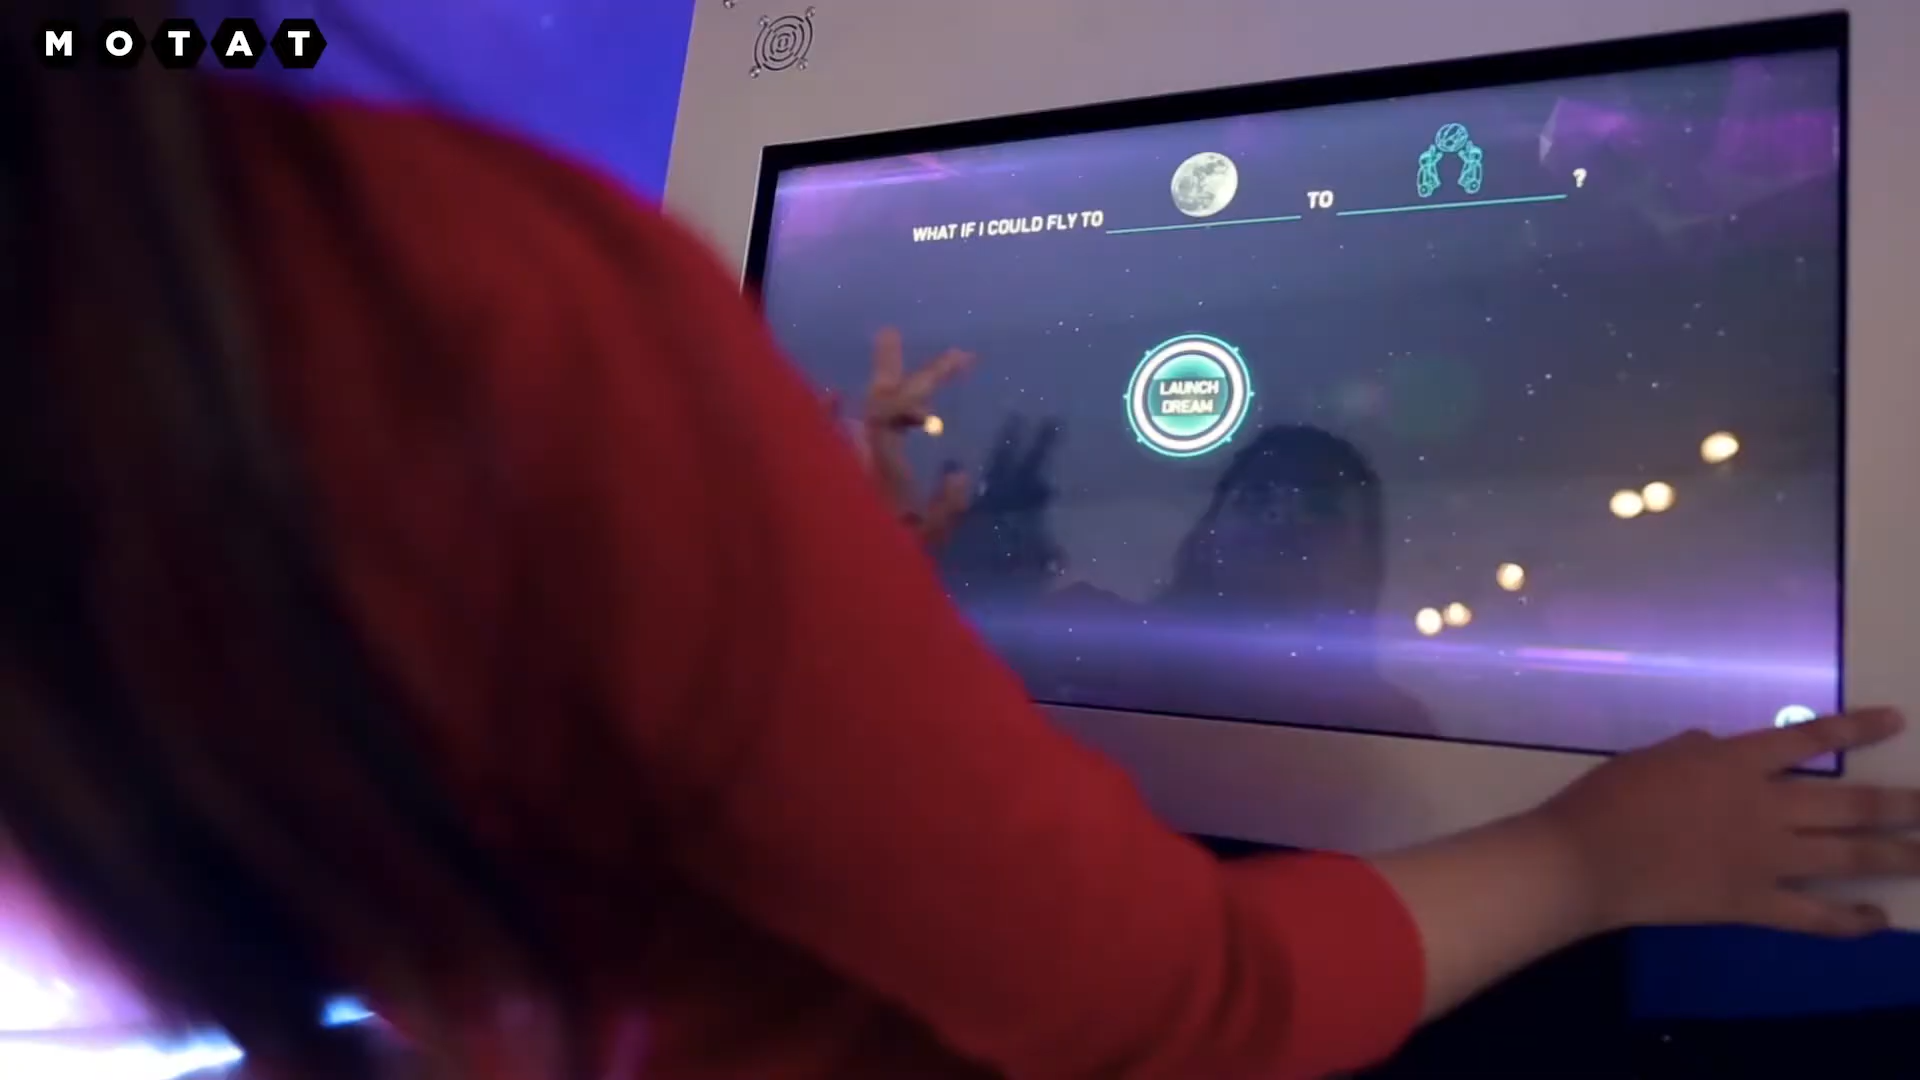 MOTAT
WHAT IF I COULD FLY TO TO ?
LAUNCH
DREAM